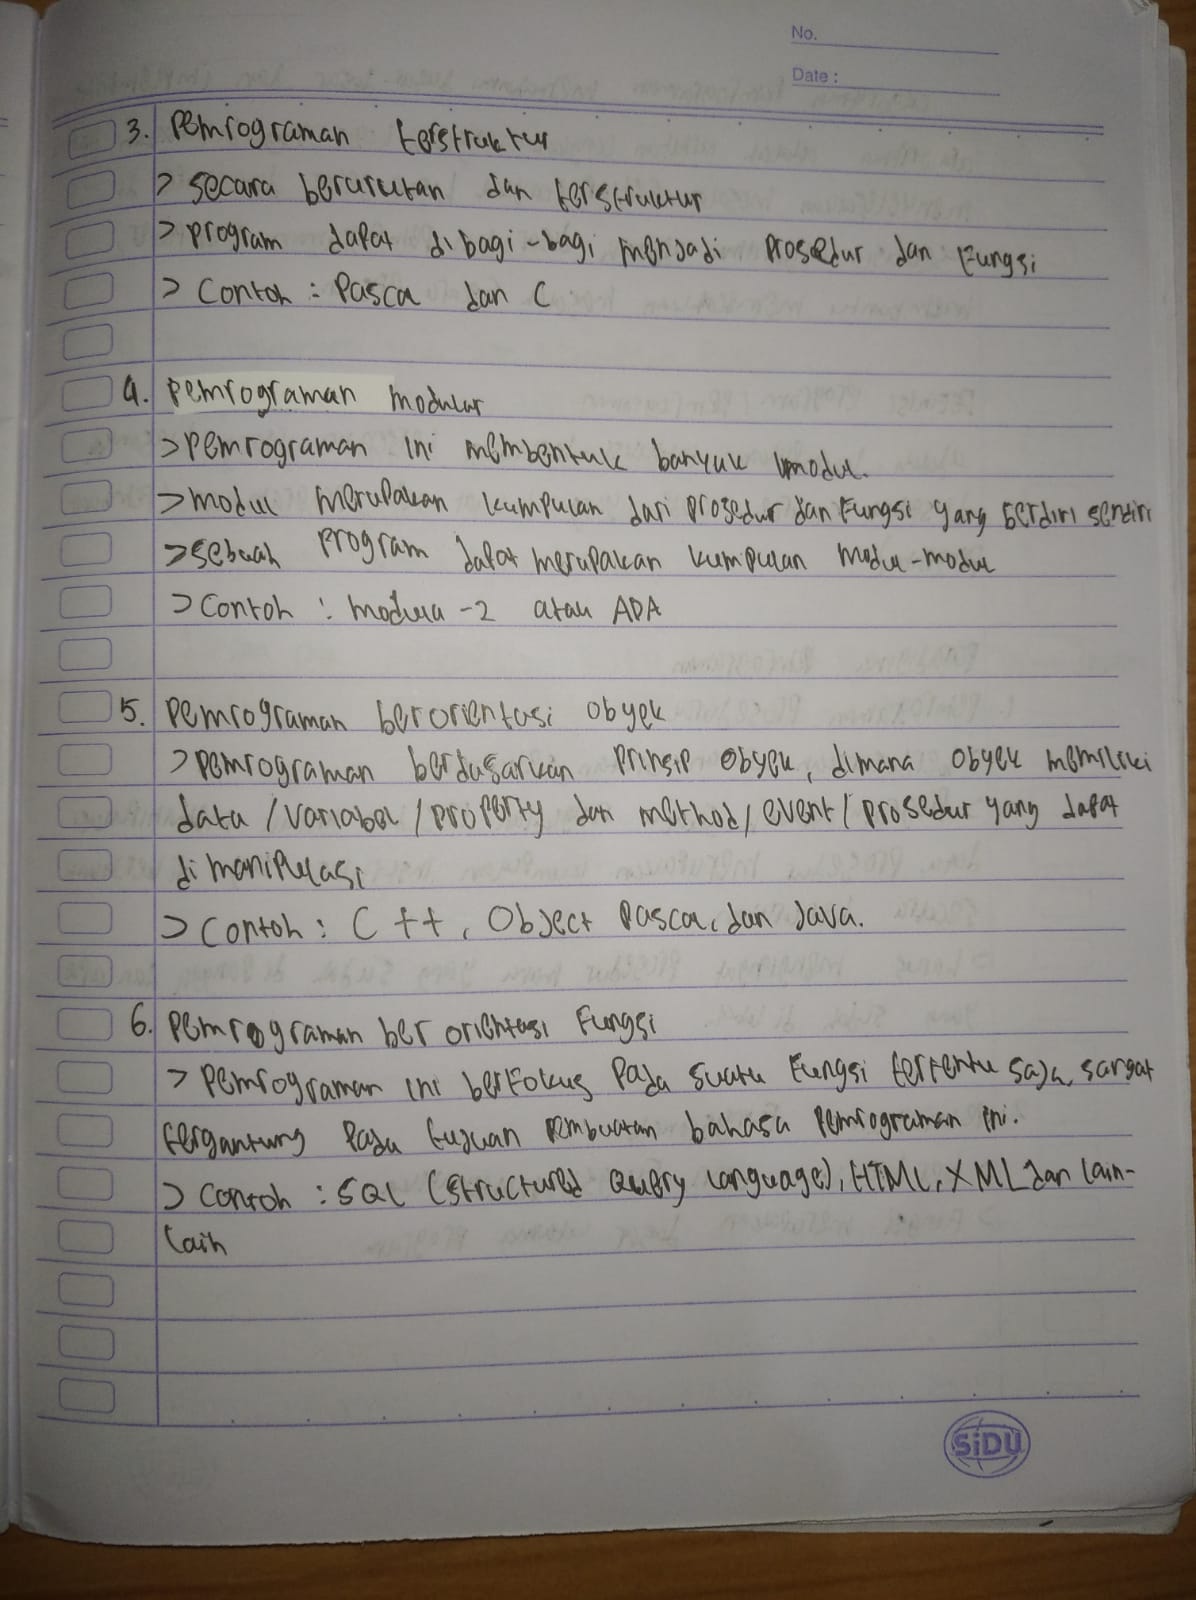 No.
Date :
3. Pemrograman terstruktur
> secara berurutan dan terstruktur
> program dapat dibagi-bagi menjadi prosedur dan Fungsi
> Contoh : Pascal dan C
4. Pemrograman modular
> Pemrograman ini membentuk banyak modul.
> modul merupakan kumpulan dari prosedur dan Fungsi yang berdiri sendiri
> sebuah program dapat merupakan kumpulan modul-modul
> Contoh : modula -2 atau ADA
5. Pemrograman berorientasi obyek
> Pemrograman berdasarkan Prinsip obyek, dimana obyek memiliki
data / variabel / property dan method / event / prosedur yang dapat
di manipulasi
> Contoh : C ++, Object Pascal, dan Java.
6. Pemrograman ber orientasi Fungsi
> Pemrograman ini berfokus Pada suatu Fungsi tertentu saja, sangat
tergantung Pada tujuan pembuatan bahasa Pemrograman ini.
> Contoh : SQL (Structured Query Language), HTML, XML dan lain-
lain
SiDU